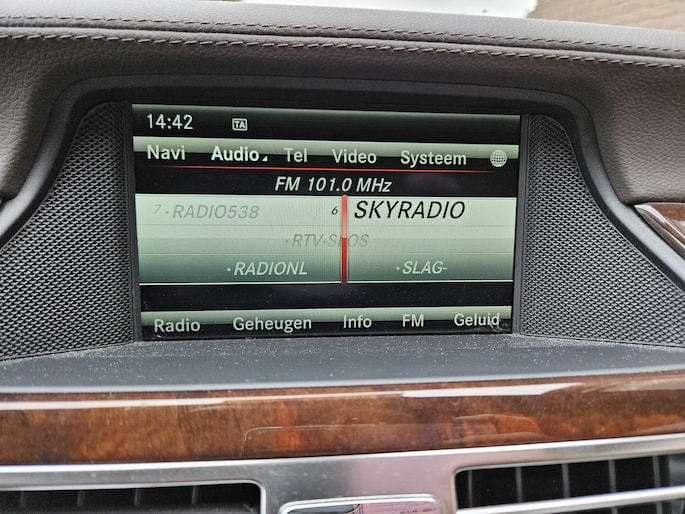 14:42 TA
Navi Audio Tel Video Systeem
FM 101.0 MHz
7 · RADIO538 6 SKYRADIO
· RTV-SLOS
· RADIONL · SLAG-
Radio Geheugen Info FM Geluid